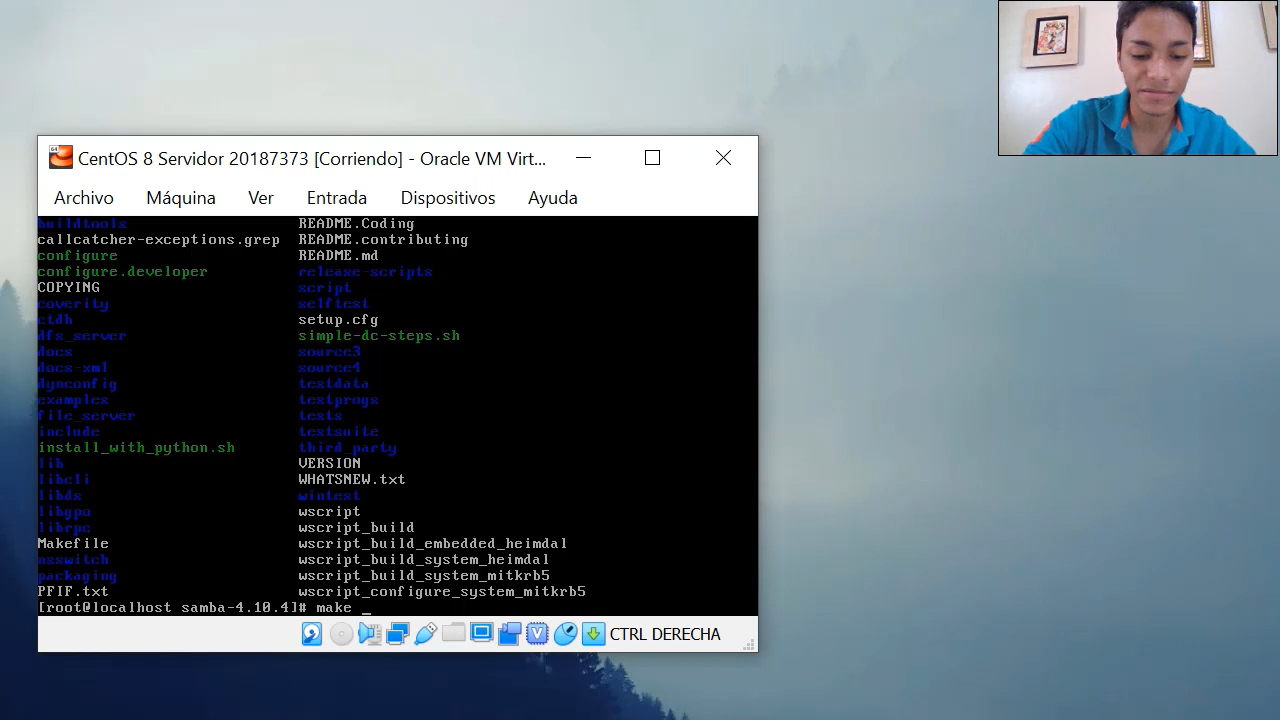 CentOS 8 Servidor 20187373 [Corriendo] - Oracle VM Virt...
Archivo Máquina Ver Entrada Dispositivos Ayuda
buildtools README.Coding
callcatcher-exceptions.grep README.contributing
configure README.md
configure.developer release-scripts
COPYING script
coverity selftest
ctdb setup.cfg
dfs_server simple-dc-steps.sh
docs source3
docs-xml source4
dynconfig testdata
examples testprogs
file_server tests
include testsuite
install_with_python.sh third_party
lib VERSION
libcli WHATSNEW.txt
libds wintest
libgpo wscript
librpc wscript_build
Makefile wscript_build_embedded_heimdal
nsswitch wscript_build_system_heimdal
packaging wscript_build_system_mitkrb5
PFIF.txt wscript_configure_system_mitkrb5
[root@localhost samba-4.10.4]# make _
CTRL DERECHA